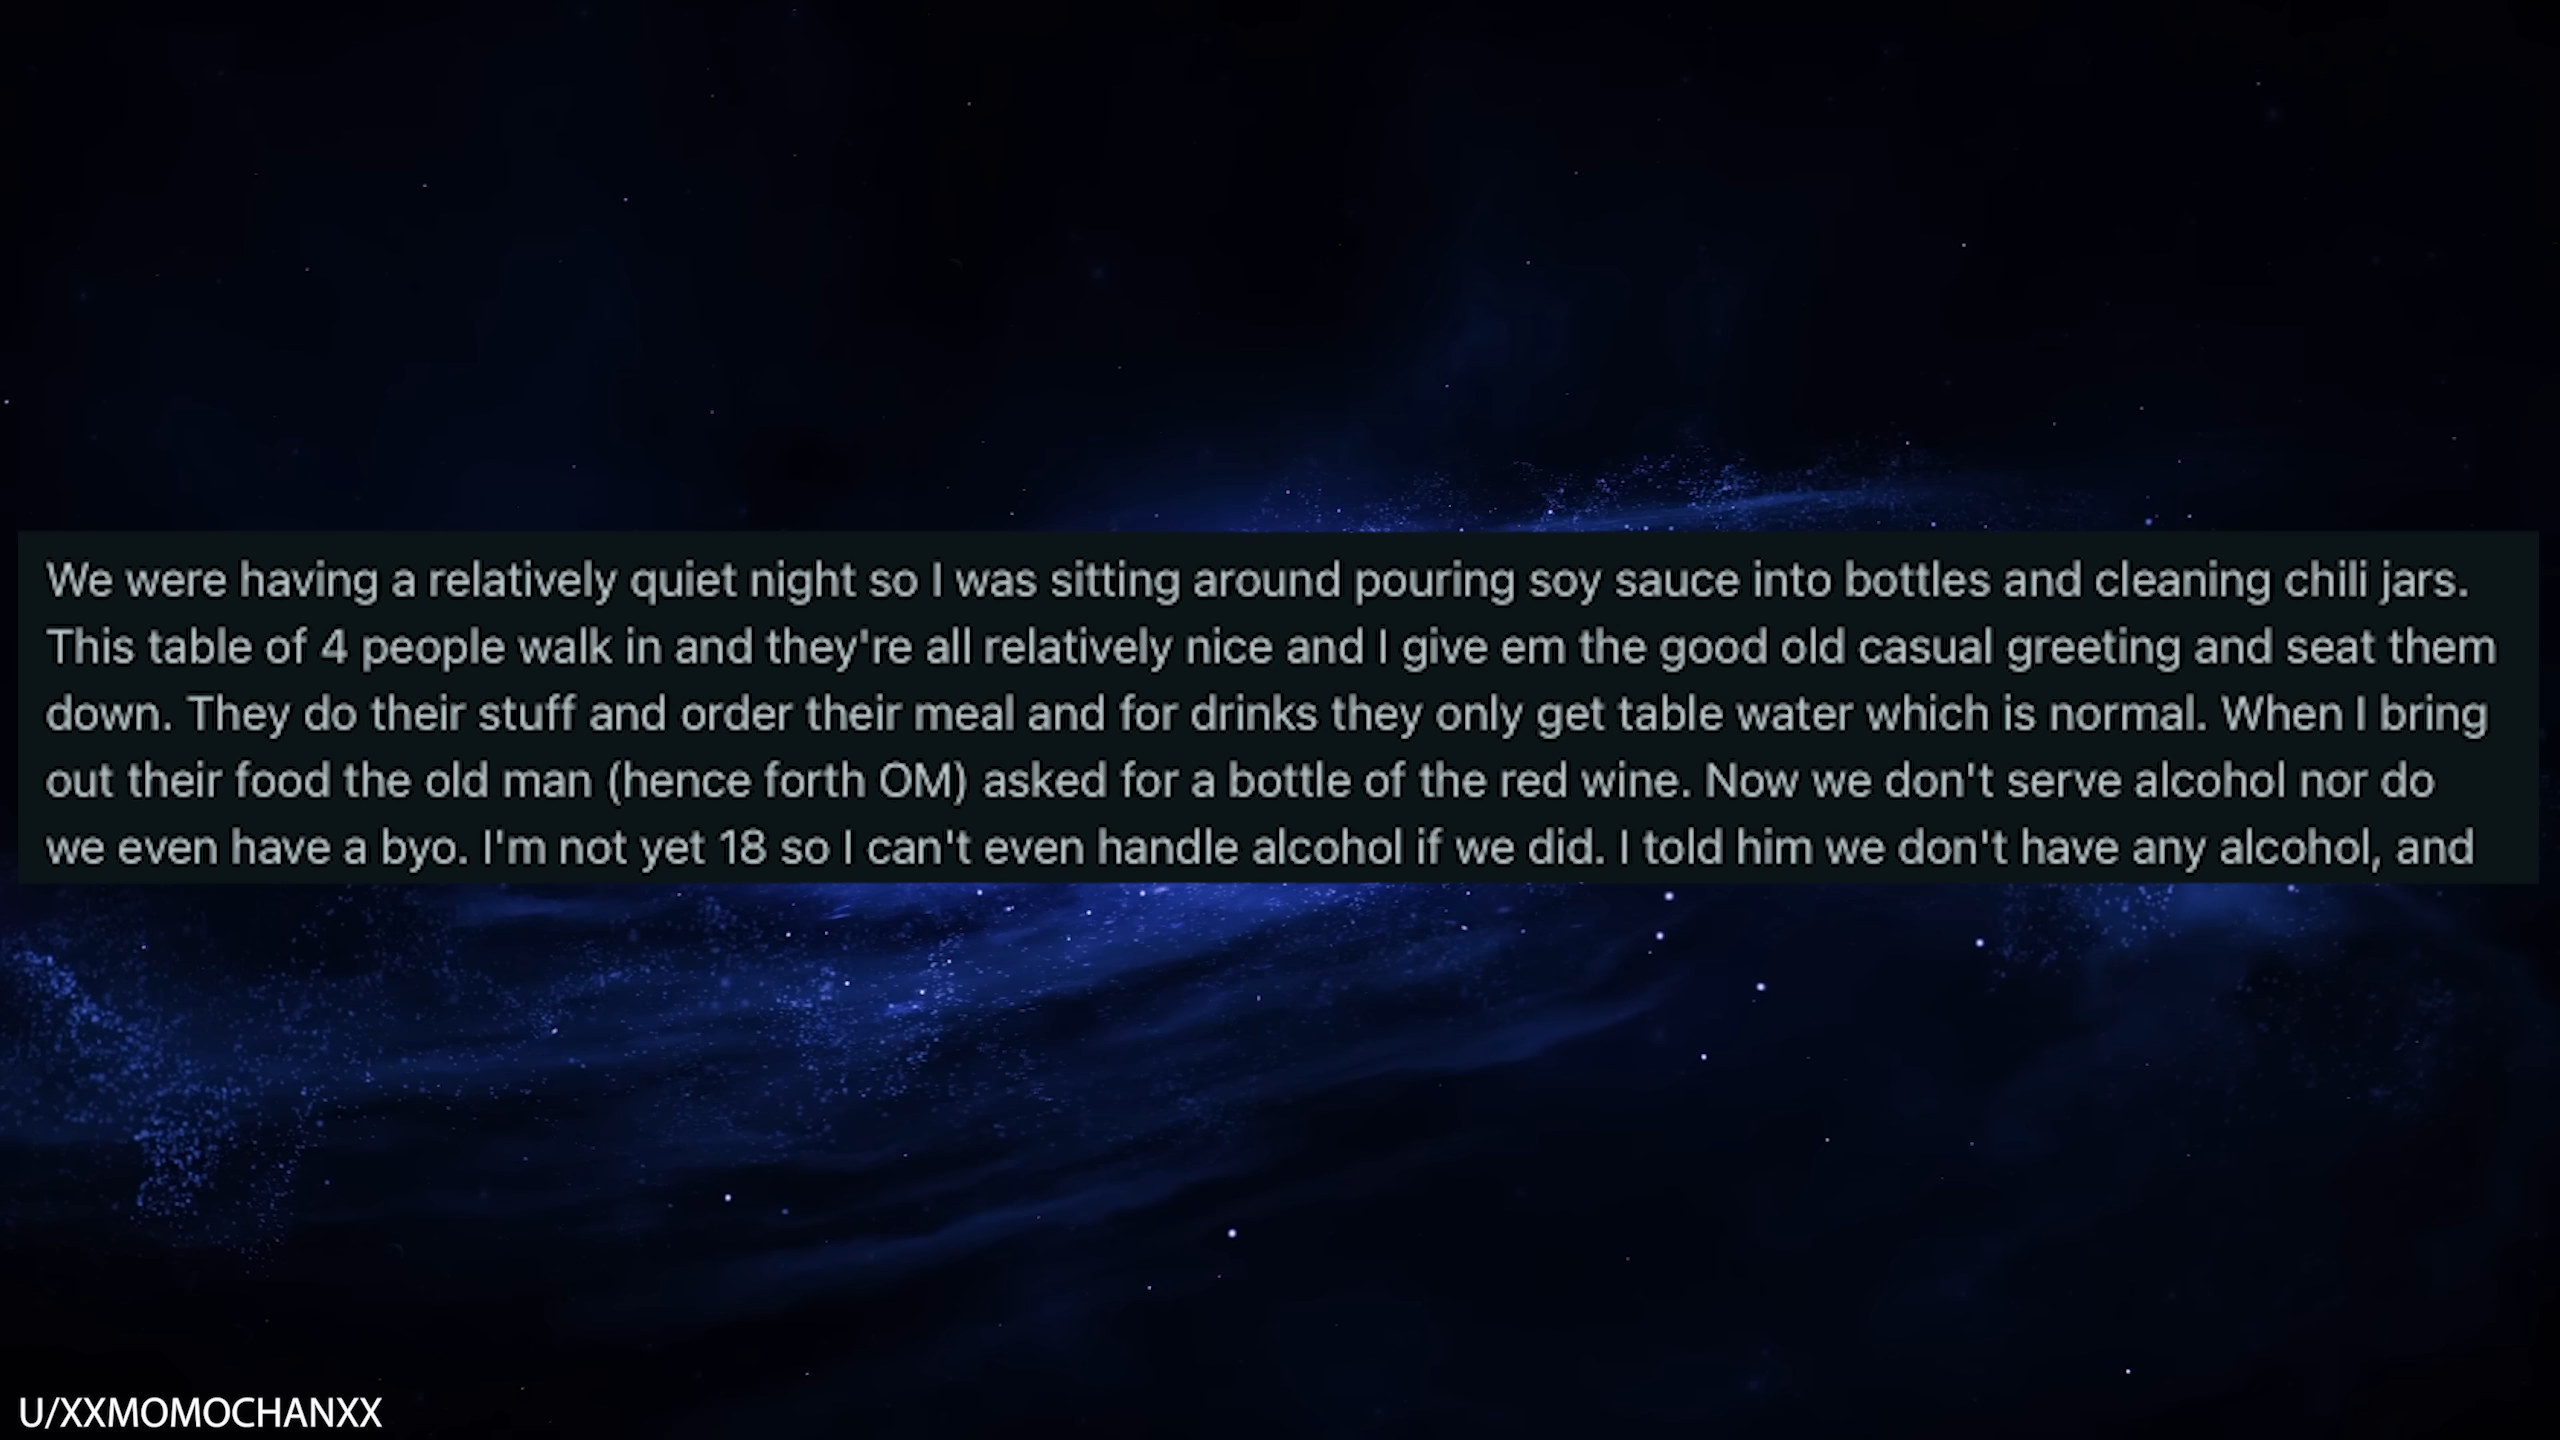 We were having a relatively quiet night so I was sitting around pouring soy sauce into bottles and cleaning chili jars.
This table of 4 people walk in and they're all relatively nice and I give em the good old casual greeting and seat them
down. They do their stuff and order their meal and for drinks they only get table water which is normal. When I bring
out their food the old man (hence forth OM) asked for a bottle of the red wine. Now we don't serve alcohol nor do
we even have a byo. I'm not yet 18 so I can't even handle alcohol if we did. I told him we don't have any alcohol, and
U/XXMOMOCHANXX